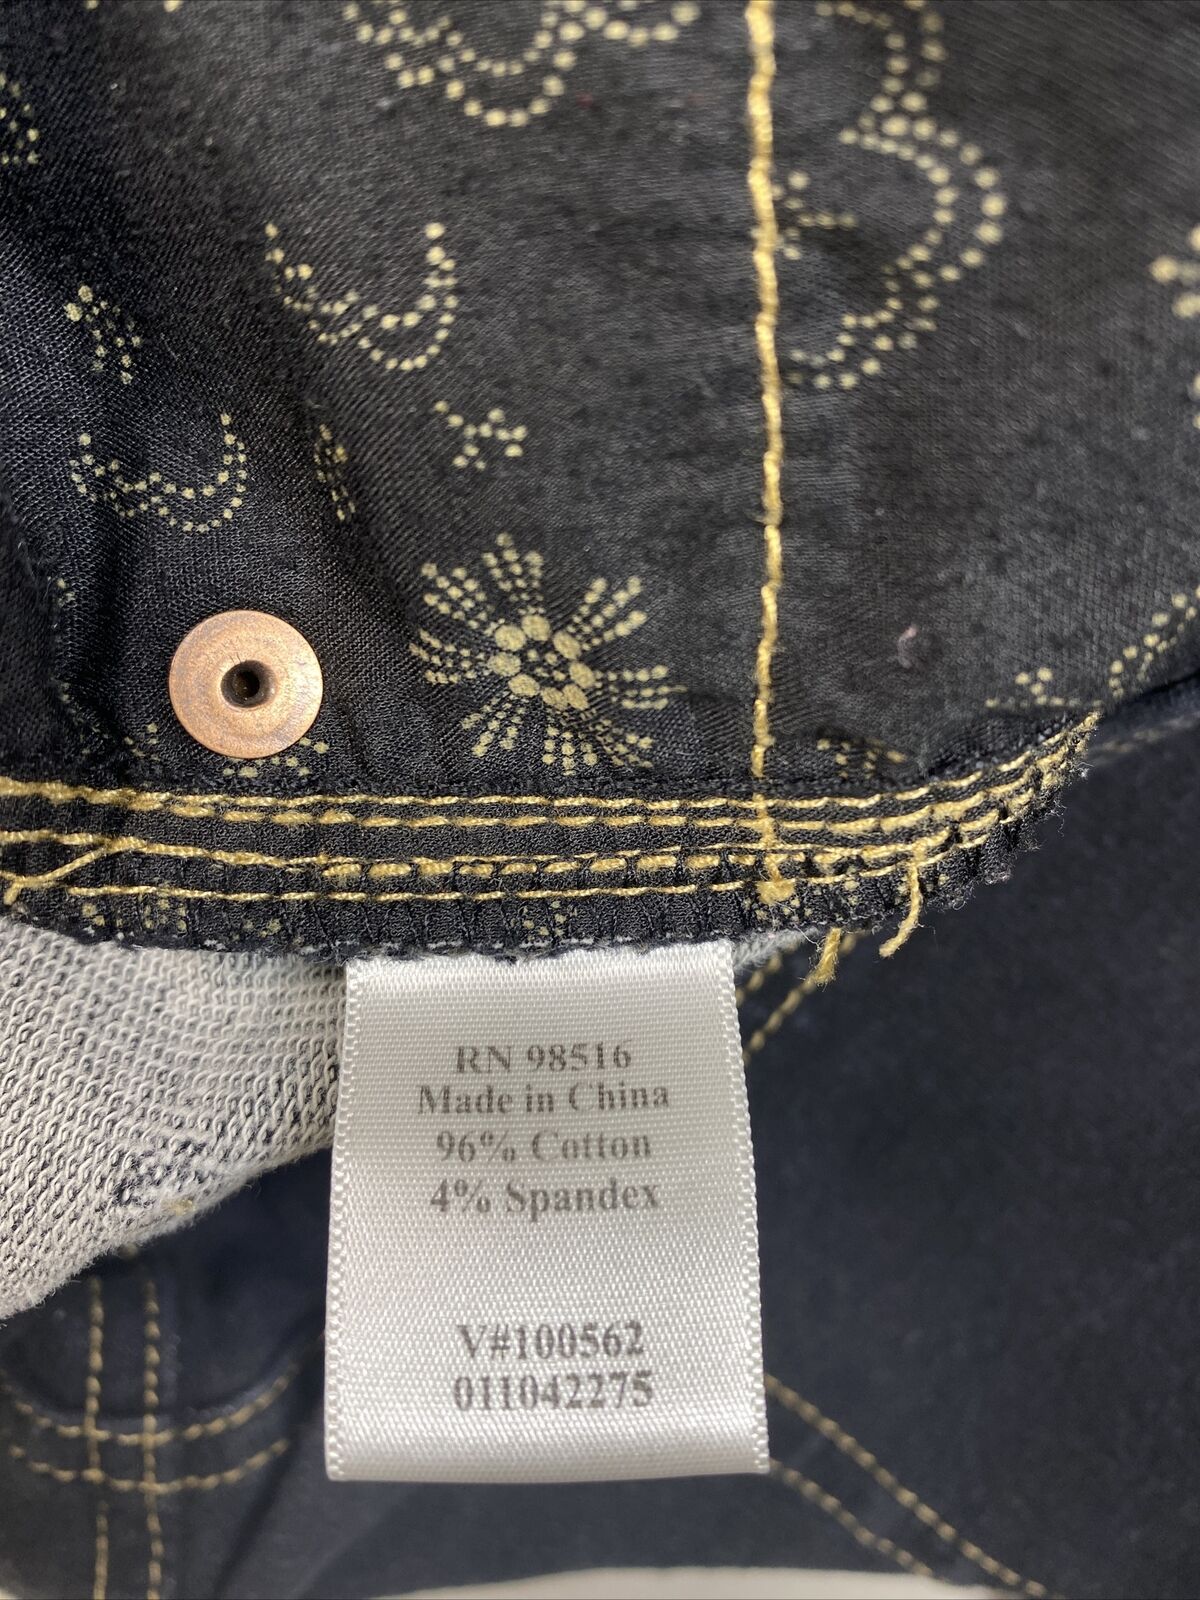 RN 98516
Made in China
96% Cotton
4% Spandex
V#100562
011042275